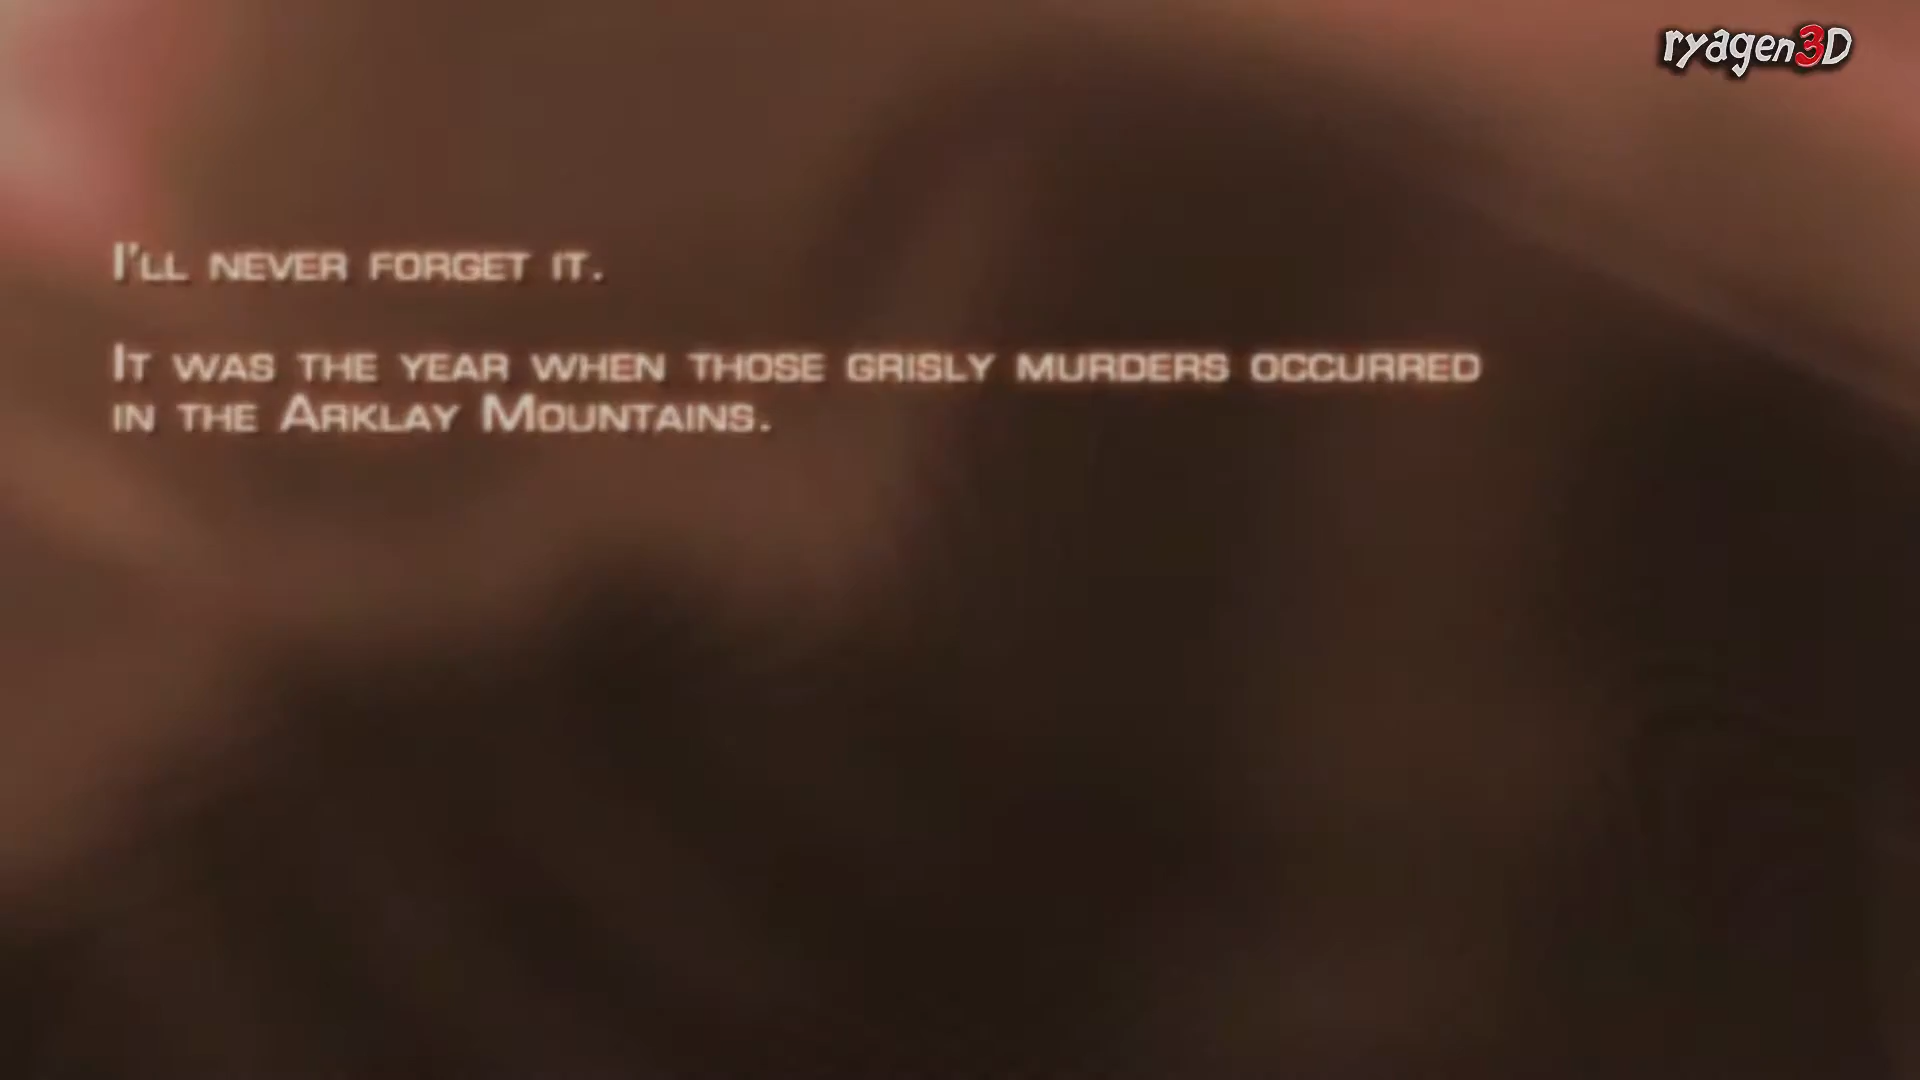 ryagen3D
I'll never forget it.
It was the year when those grisly murders occurred
in the Arklay Mountains.